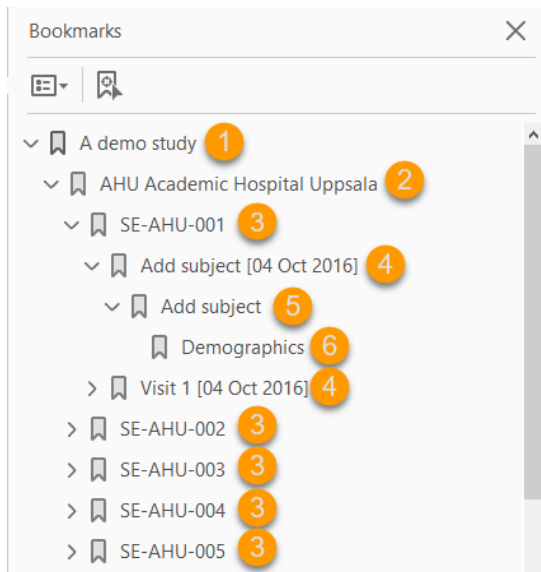 Bookmarks
A demo study 1
AHU Academic Hospital Uppsala 2
SE-AHU-001 3
Add subject [04 Oct 2016] 4
Add subject 5
Demographics 6
Visit 1 [04 Oct 2016] 4
SE-AHU-002 3
SE-AHU-003 3
SE-AHU-004 3
SE-AHU-005 3